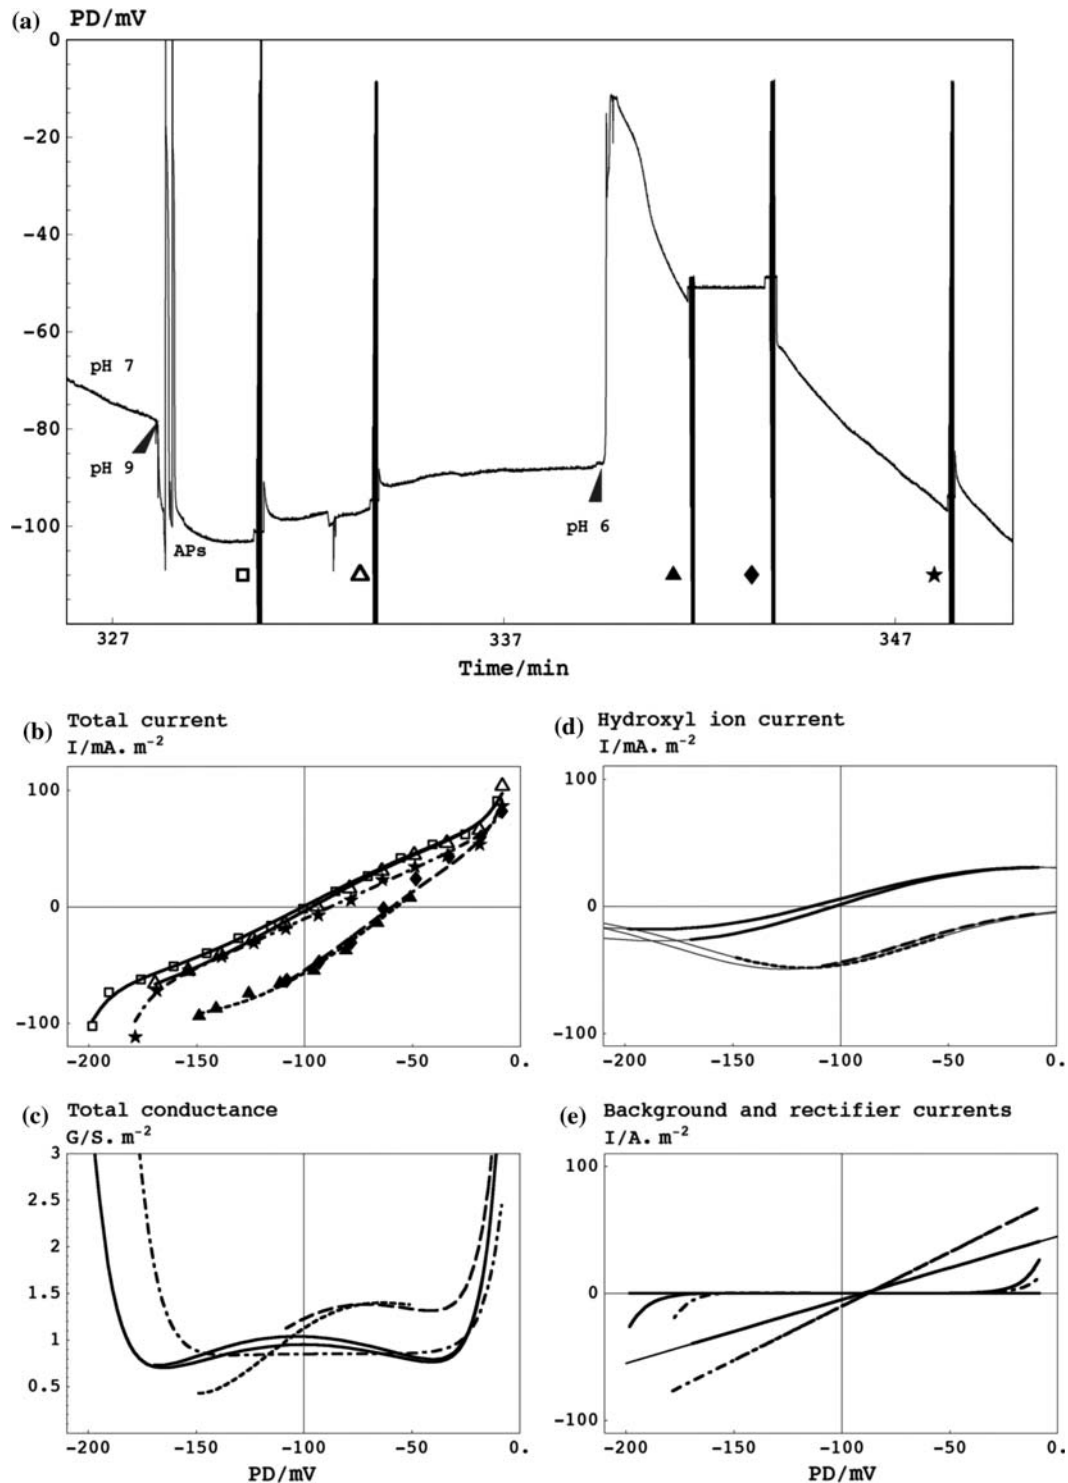 (a) PD/mV
0
-20
-40
-60
-80
-100
pH 7
pH 9
APs
pH 6
327 337 347
Time/min
(b) Total current
I/mA.m⁻²
100
0
-100
-200 -150 -100 -50 0.
(d) Hydroxyl ion current
I/mA.m⁻²
100
0
-100
-200 -150 -100 -50 0.
(c) Total conductance
G/S.m⁻²
3
2.5
2
1.5
1
0.5
-200 -150 -100 -50 0.
PD/mV
(e) Background and rectifier currents
I/A.m⁻²
100
0
-100
-200 -150 -100 -50 0.
PD/mV